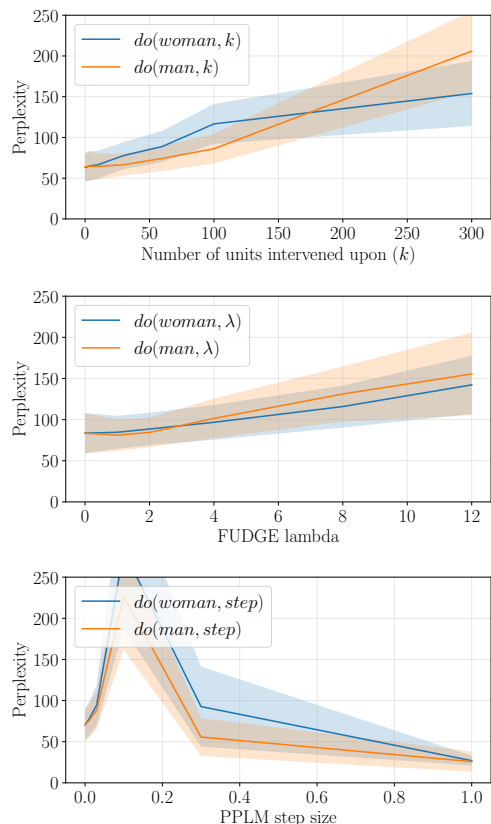 250
200
150
100
50
0
Perplexity
do(woman, k)
do(man, k)
0 50 100 150 200 250 300
Number of units intervened upon (k)
250
200
150
100
50
0
Perplexity
do(woman, λ)
do(man, λ)
0 2 4 6 8 10 12
FUDGE lambda
250
200
150
100
50
0
Perplexity
do(woman, step)
do(man, step)
0.0 0.2 0.4 0.6 0.8 1.0
PPLM step size